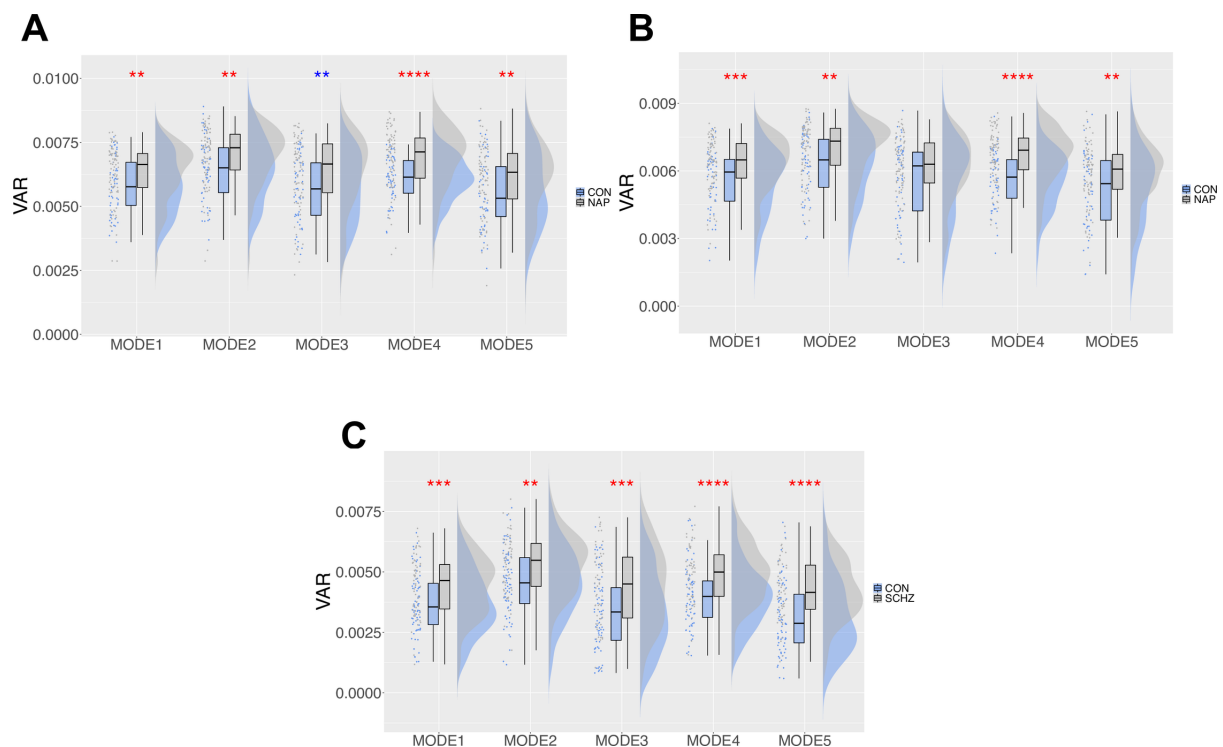 A
** ** ** **** **
0.0100
0.0075
0.0050
0.0025
0.0000
VAR
MODE1 MODE2 MODE3 MODE4 MODE5
CON
NAP
B
*** ** **** **
0.009
0.006
0.003
0.000
VAR
MODE1 MODE2 MODE3 MODE4 MODE5
CON
NAP
C
*** ** *** **** ****
0.0075
0.0050
0.0025
0.0000
VAR
MODE1 MODE2 MODE3 MODE4 MODE5
CON
SCHZ